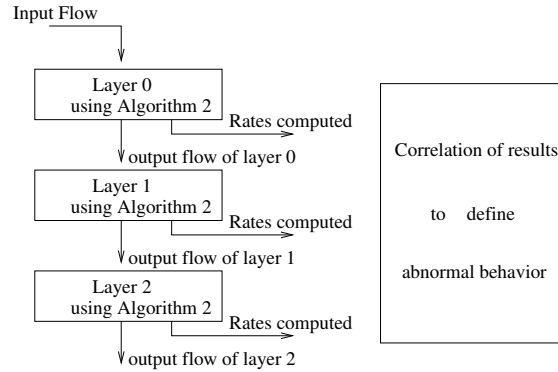 Input Flow
Layer 0
using Algorithm 2
Rates computed
output flow of layer 0
Layer 1
using Algorithm 2
Rates computed
output flow of layer 1
Layer 2
using Algorithm 2
Rates computed
output flow of layer 2
Correlation of results
to define
abnormal behavior